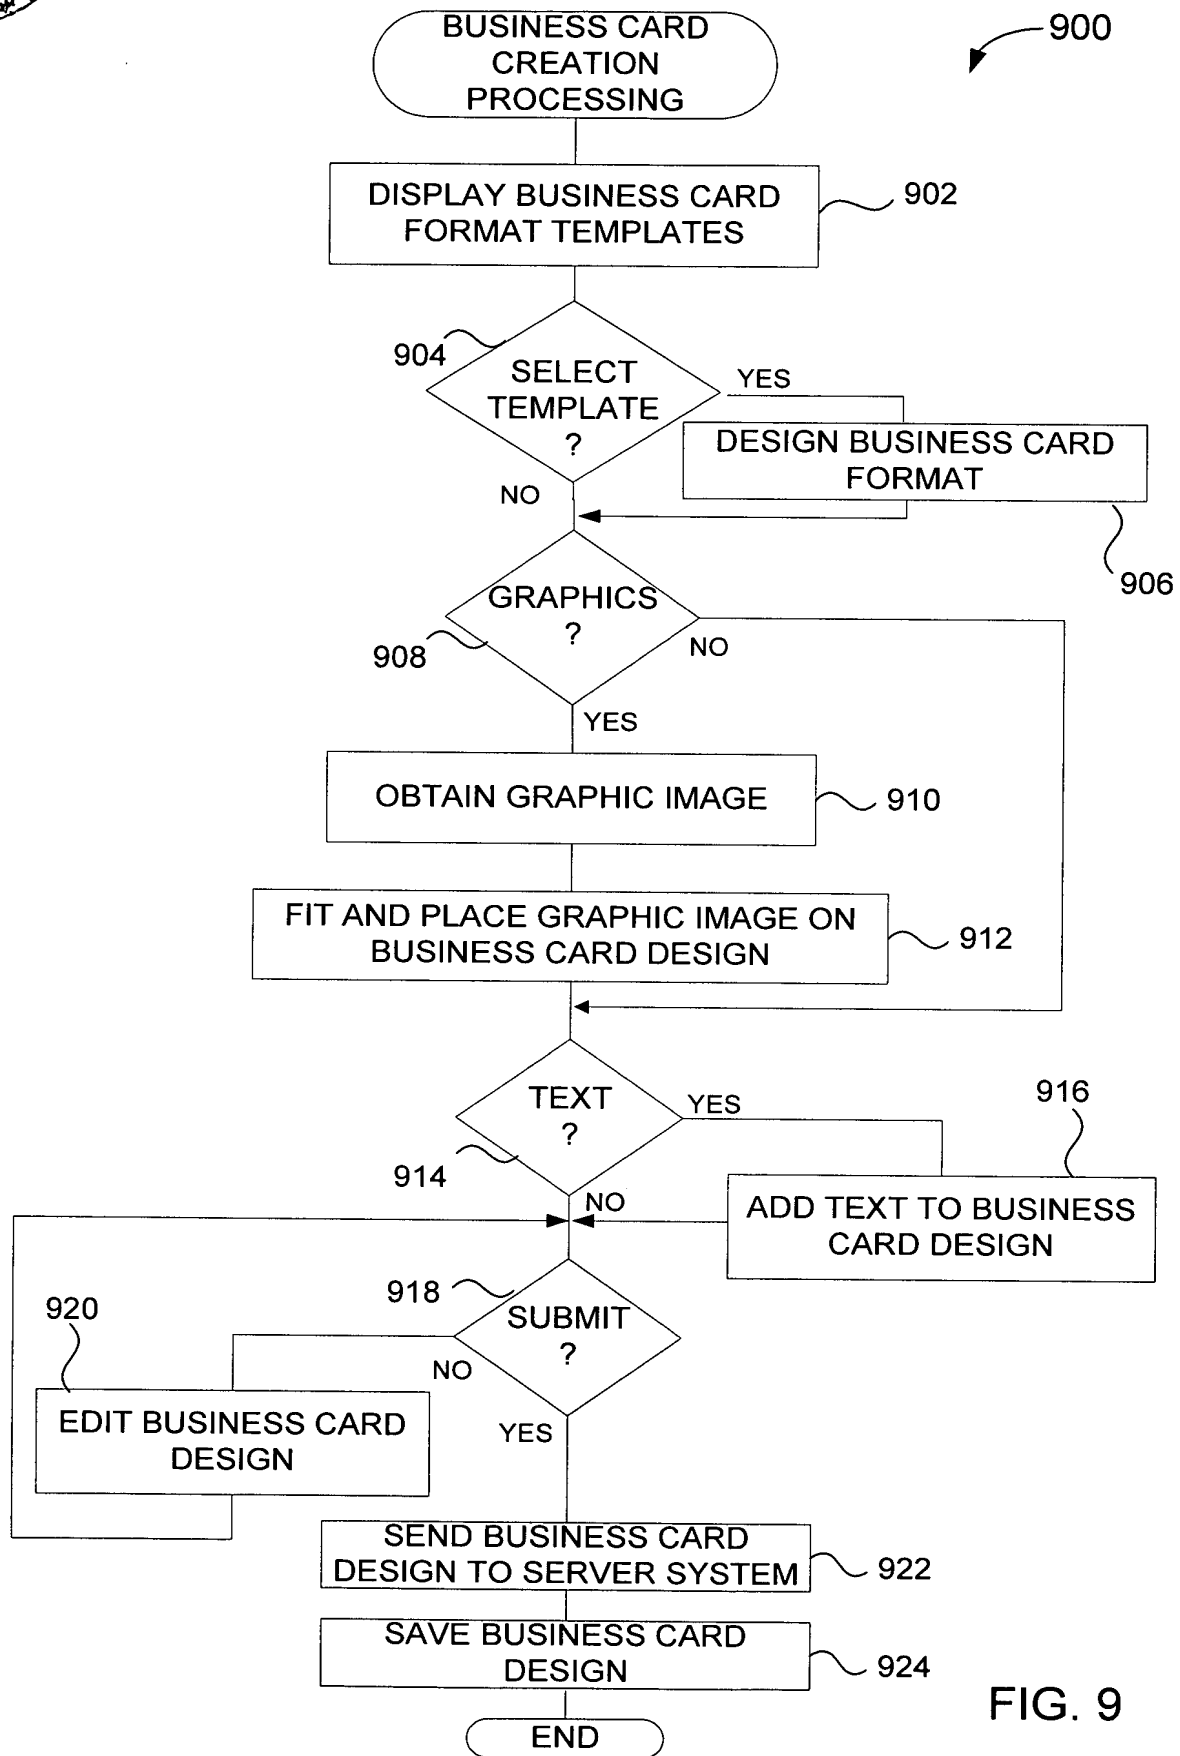 BUSINESS CARD
CREATION
PROCESSING
900
DISPLAY BUSINESS CARD
FORMAT TEMPLATES
902
904
SELECT
TEMPLATE
?
YES
DESIGN BUSINESS CARD
FORMAT
NO
906
GRAPHICS
?
908
NO
YES
OBTAIN GRAPHIC IMAGE
910
FIT AND PLACE GRAPHIC IMAGE ON
BUSINESS CARD DESIGN
912
TEXT
?
YES
916
914
NO
ADD TEXT TO BUSINESS
CARD DESIGN
918
SUBMIT
?
920
NO
EDIT BUSINESS CARD
DESIGN
YES
SEND BUSINESS CARD
DESIGN TO SERVER SYSTEM
922
SAVE BUSINESS CARD
DESIGN
924
END
FIG. 9